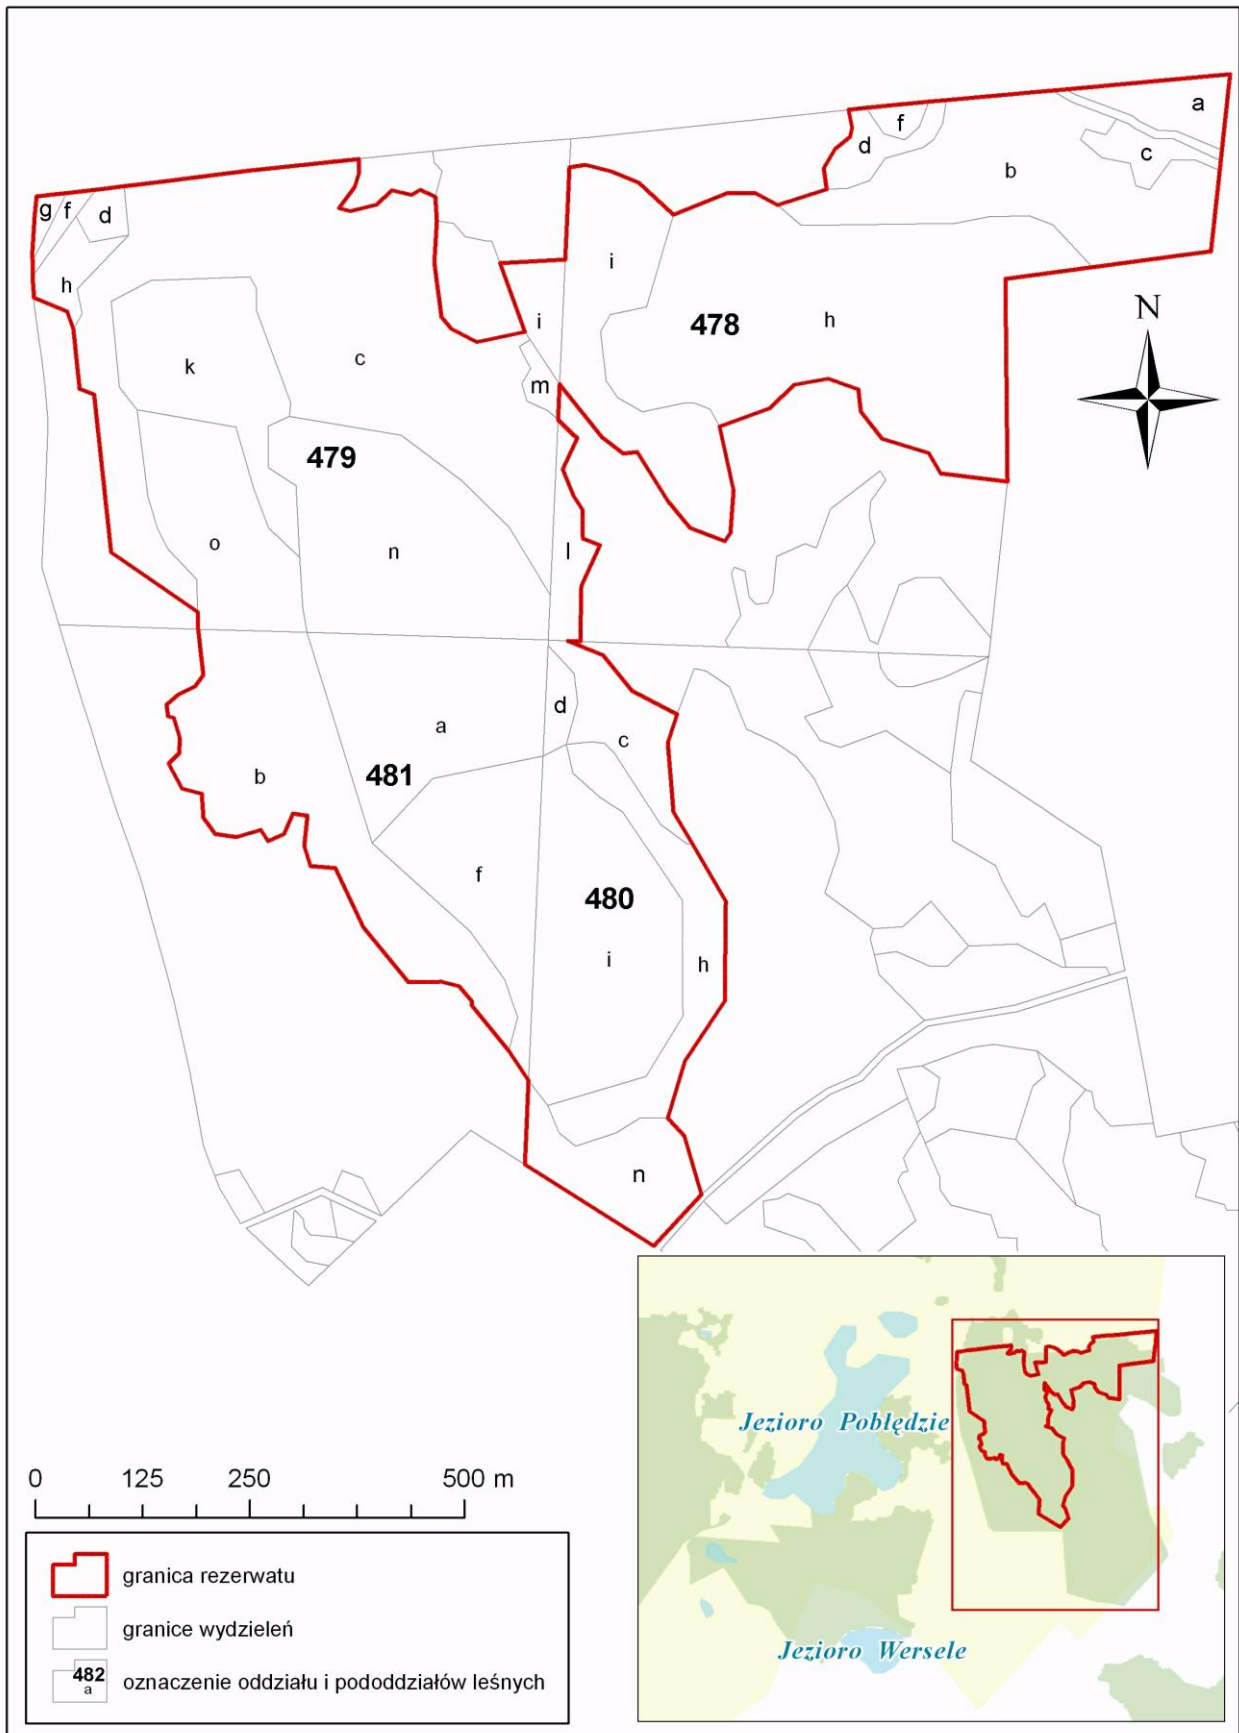 a
f
d
c
b
g
f
d
i
h
i
478
h
N
k
c
m
479
o
n
l
d
a
c
481
b
f
480
i
h
n
Jezioro Pobłędzie
Jezioro Wersele
0 125 250 500 m
granica rezerwatu
granice wydzieleń
482
a
oznaczenie oddziału i pododdziałów leśnych